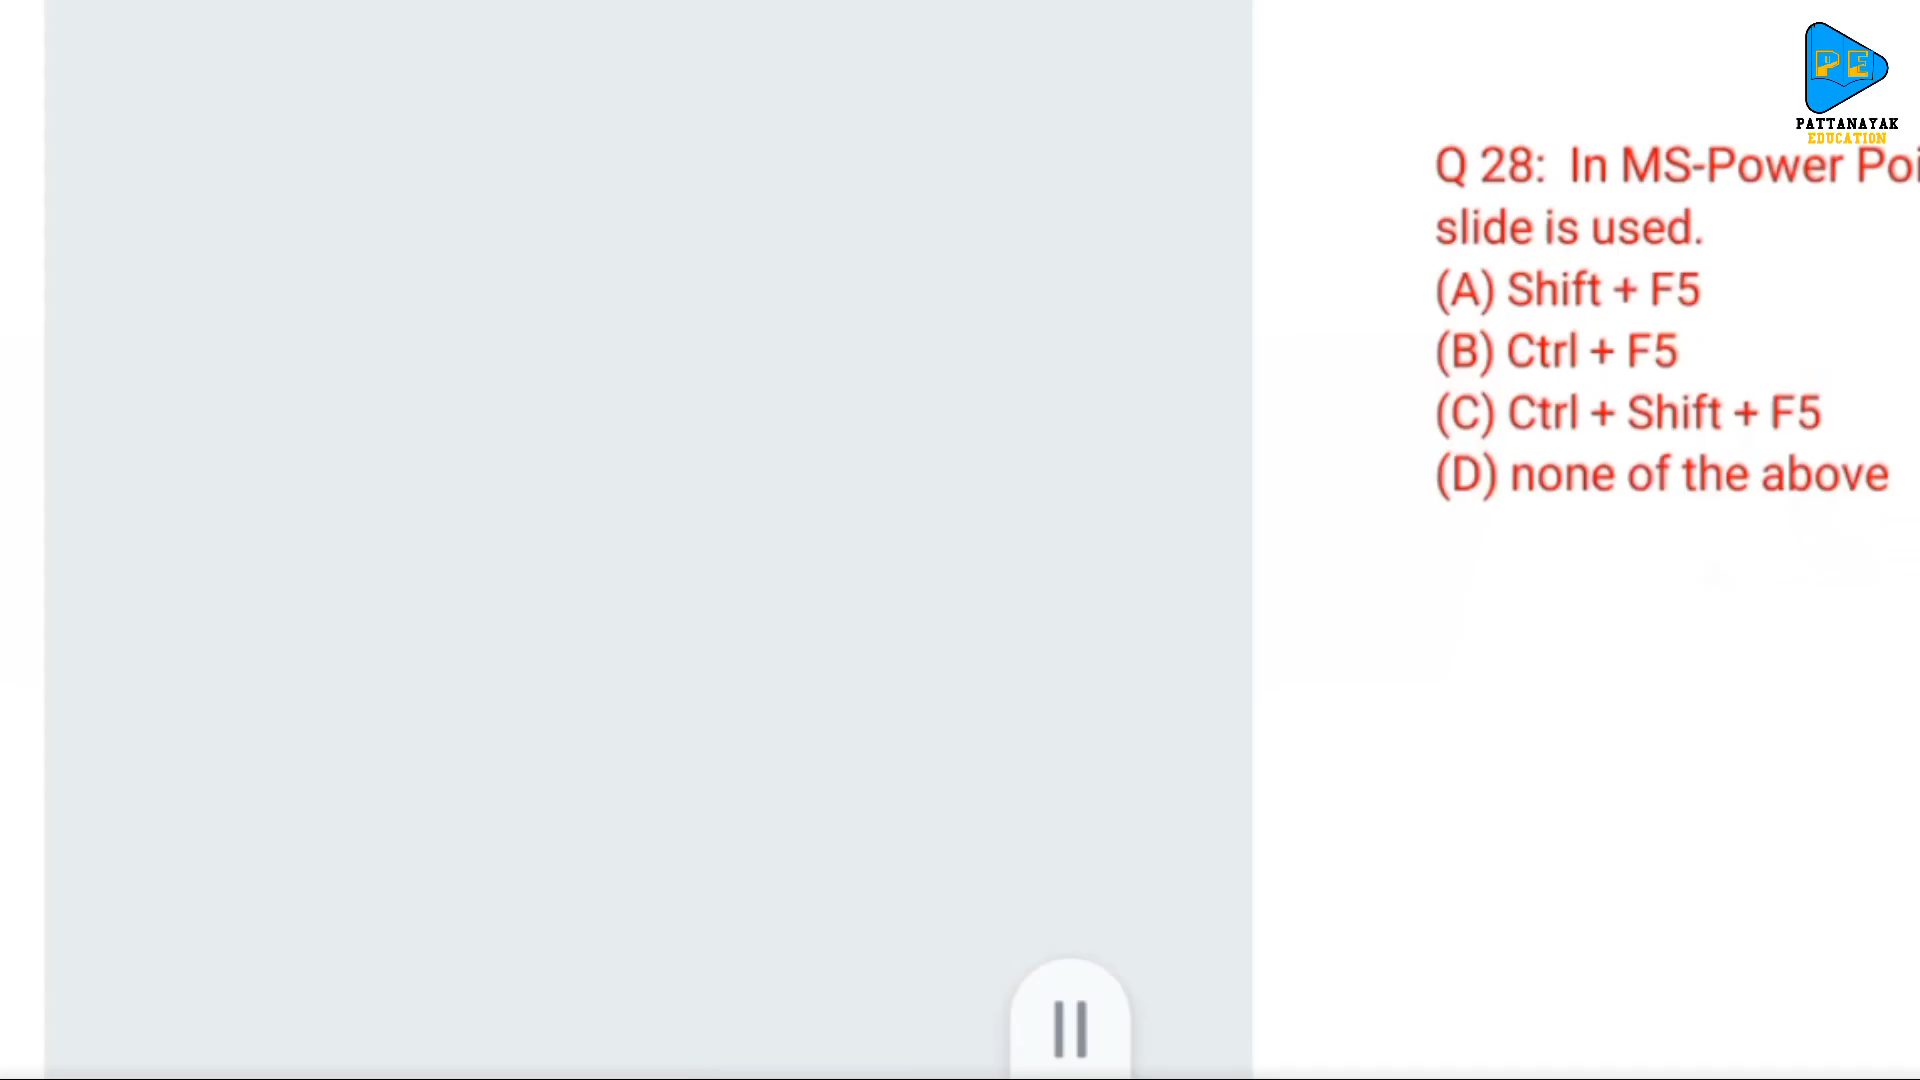 PE
PATTANAYAK
EDUCATION
Q 28: In MS-Power
slide is used.
(A) Shift + F5
(B) Ctrl + F5
(C) Ctrl + Shift + F5
(D) none of the above